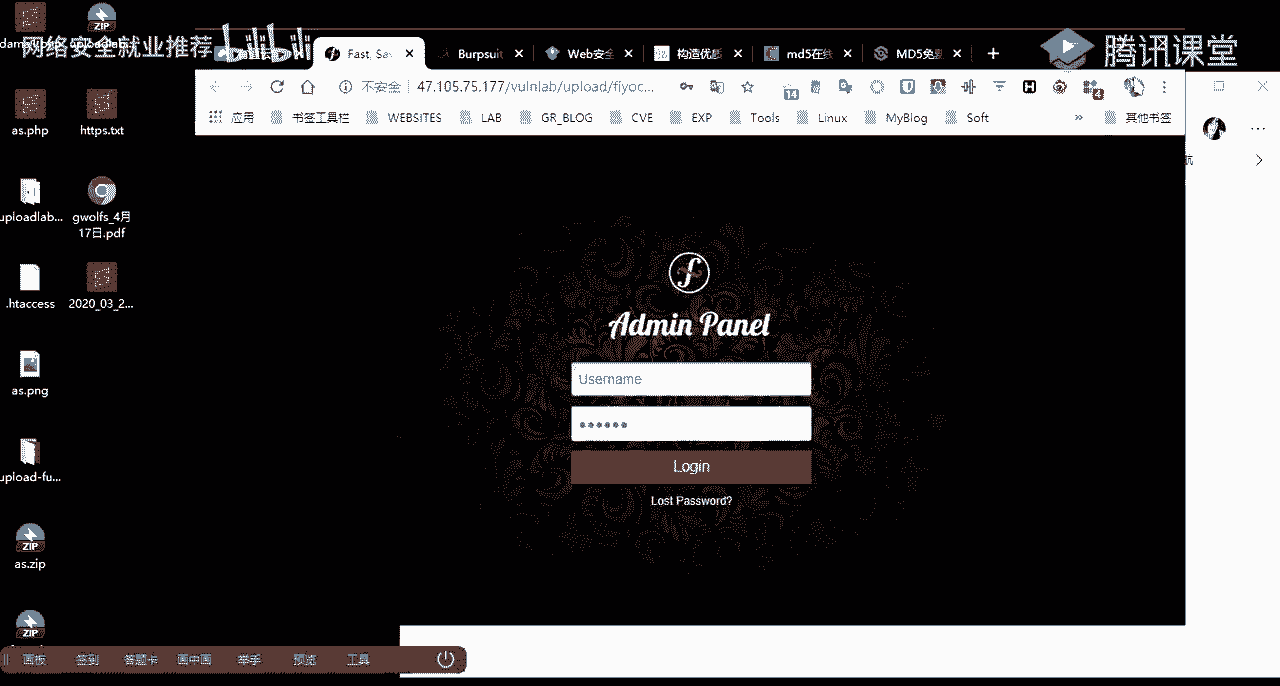 网络安全就业推荐
bilibili
腾讯课堂
Burpsuit
Web安全
构造优质
md5在线
MD5免费
不安全
47.105.75.177/vulnlab/upload/fiyoc...
应用
书签工具栏
WEBSITES
LAB
GR_BLOG
CVE
EXP
Tools
Linux
MyBlog
Soft
»
其他书签
14
4
as.php
https.txt
uploadlab...
gwolfs_4月
17日.pdf
.htaccess
2020_03_2...
as.png
upload-fu...
ZIP
as.zip
ZIP
ZIP
Admin Panel
Username
Login
Lost Password?
画板
签到
答题卡
画中画
举手
预览
工具